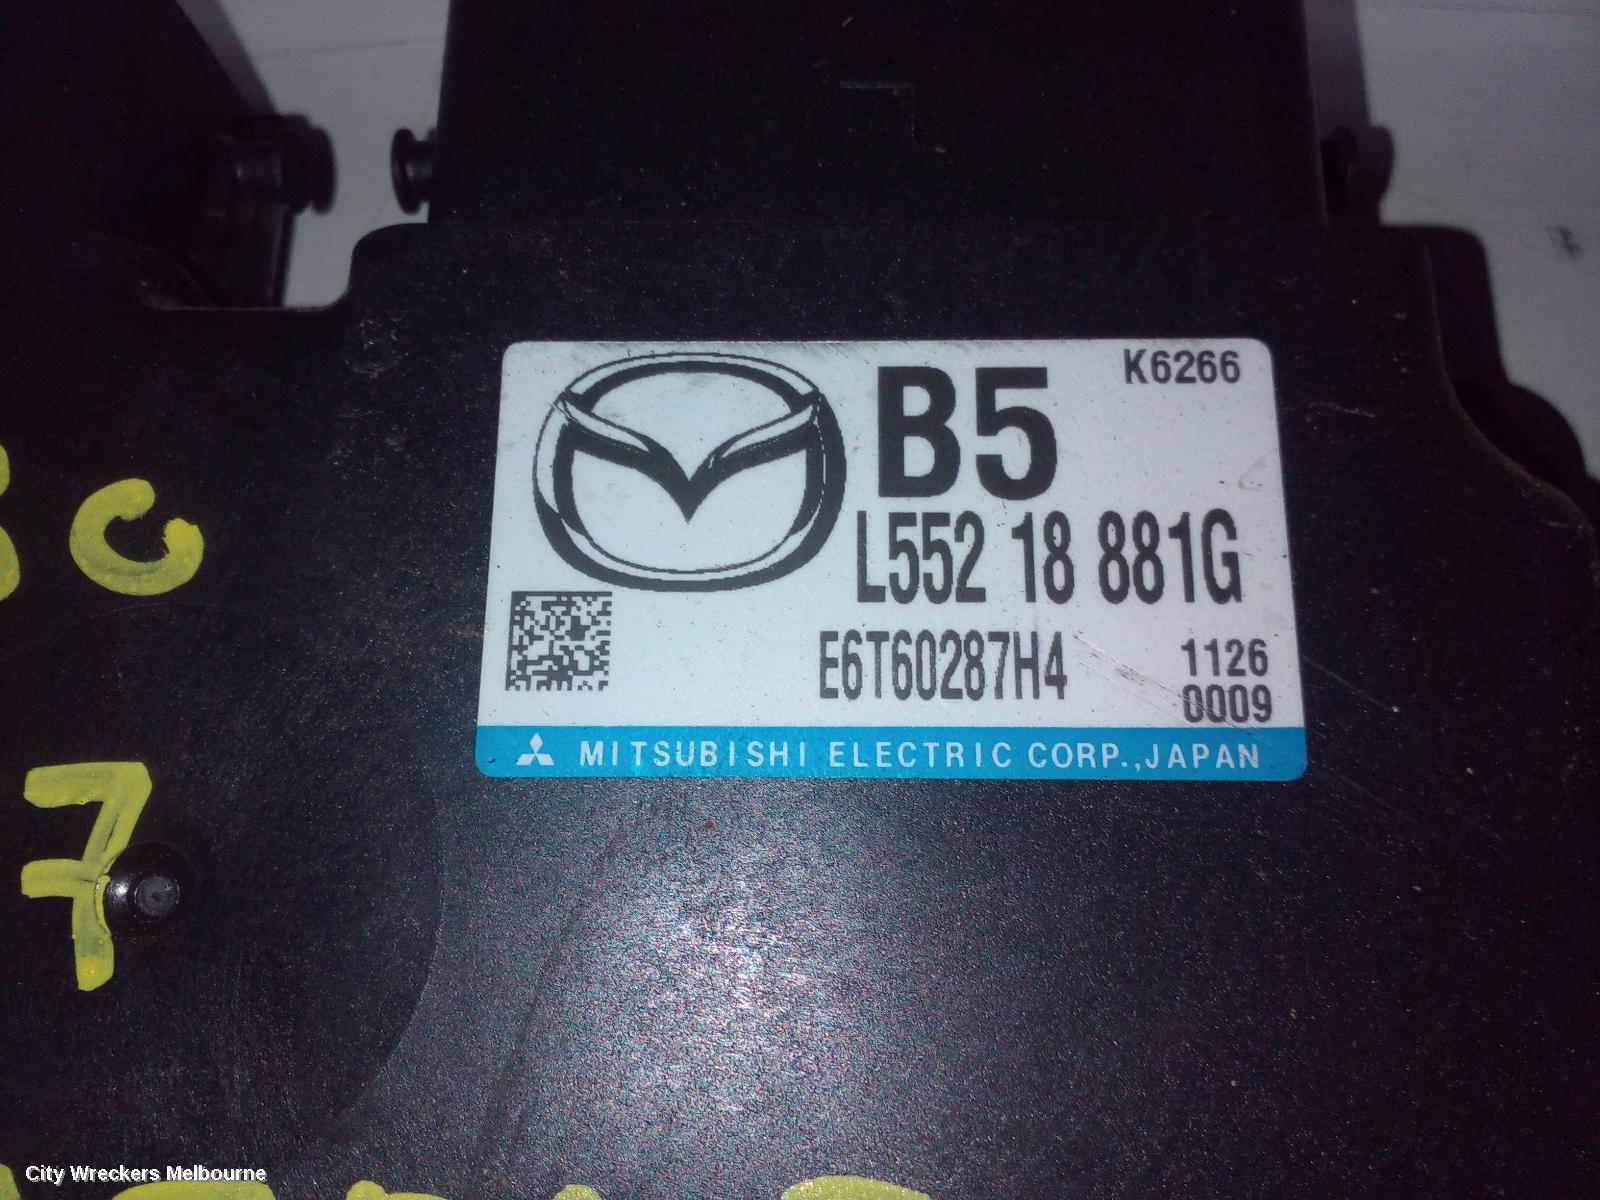 B5
K6266
L552 18 881G
E6T60287H4
1126
0009
MITSUBISHI ELECTRIC CORP.,JAPAN
C
7
City Wreckers Melbourne